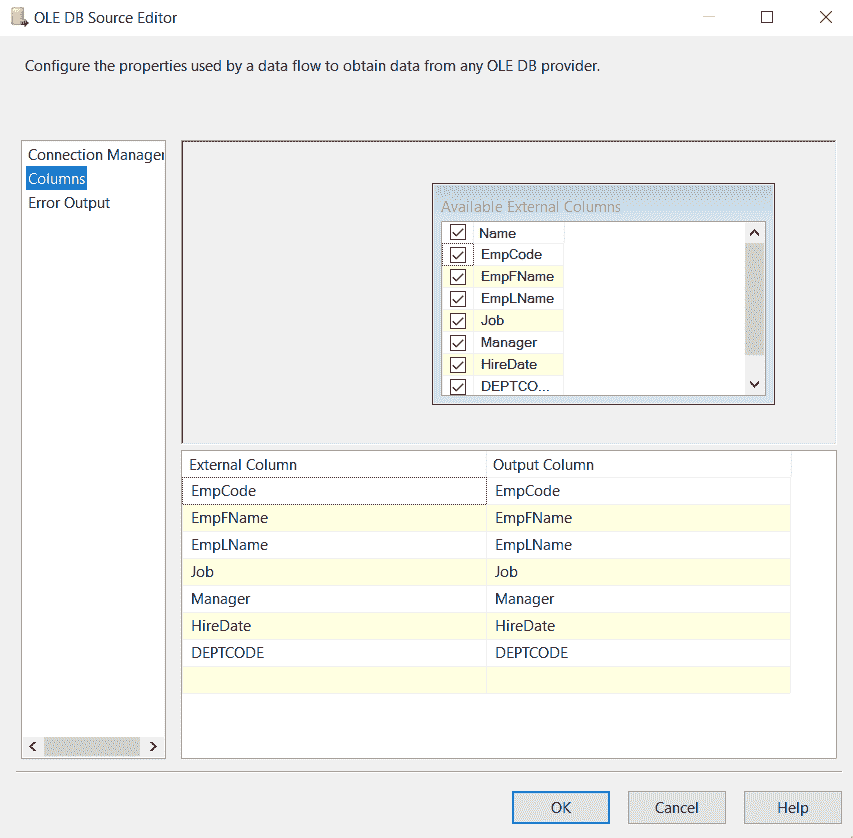 OLE DB Source Editor
Configure the properties used by a data flow to obtain data from any OLE DB provider.
Connection Manager
Columns
Error Output
Available External Columns
Name
EmpCode
EmpFName
EmpLName
Job
Manager
HireDate
DEPTCO...
External Column Output Column
EmpCode EmpCode
EmpFName EmpFName
EmpLName EmpLName
Job Job
Manager Manager
HireDate HireDate
DEPTCODE DEPTCODE
OK Cancel Help